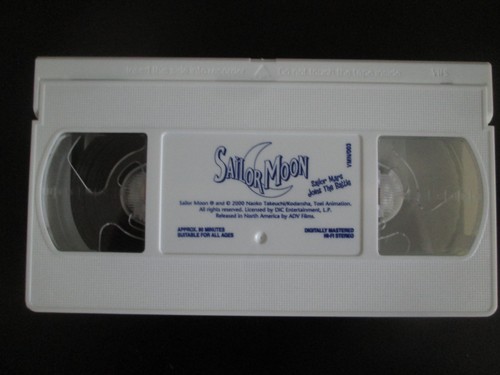 SAILOR MOON
Sailor Mars
Joins The Battle
Sailor Moon ® and © 2000 Naoko Takeuchi/Kodansha, Toei Animation.
All rights reserved. Licensed by DIC Entertainment, L.P.
Released in North America by ADV Films.
APPROX. 90 MINUTES
SUITABLE FOR ALL AGES
DIGITALLY MASTERED
HI-FI STEREO